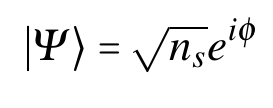 |Ψ⟩ = √n_s e^{iϕ}